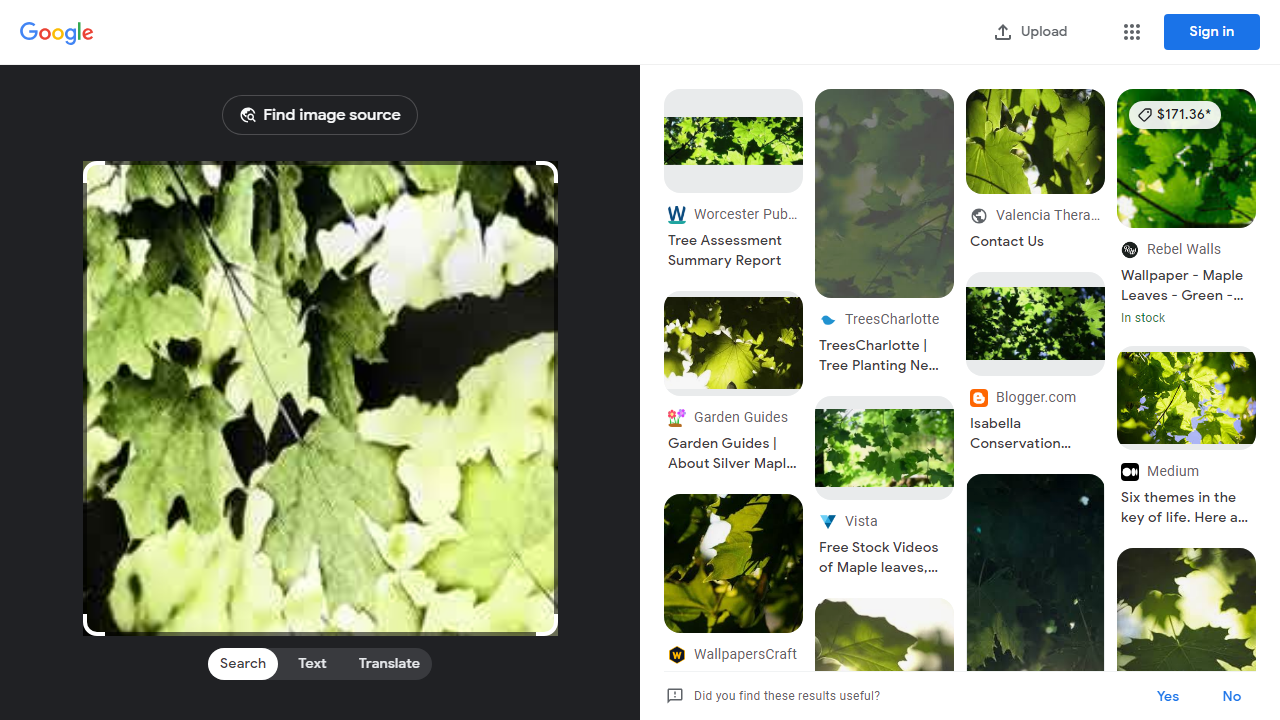 Google
Upload
Sign in
Find image source
Search
Text
Translate
W
Worcester Pub...
Tree Assessment
Summary Report
Garden Guides
Garden Guides |
About Silver Mapl...
W
WallpapersCraft
TreesCharlotte
TreesCharlotte |
Tree Planting Ne...
Vista
Free Stock Videos
of Maple leaves,...
Valencia Thera...
Contact Us
Blogger.com
Isabella
Conservation...
$171.36*
Rebel Walls
Wallpaper - Maple
Leaves - Green -...
In stock
Medium
Six themes in the
key of life. Here a...
Did you find these results useful?
Yes
No